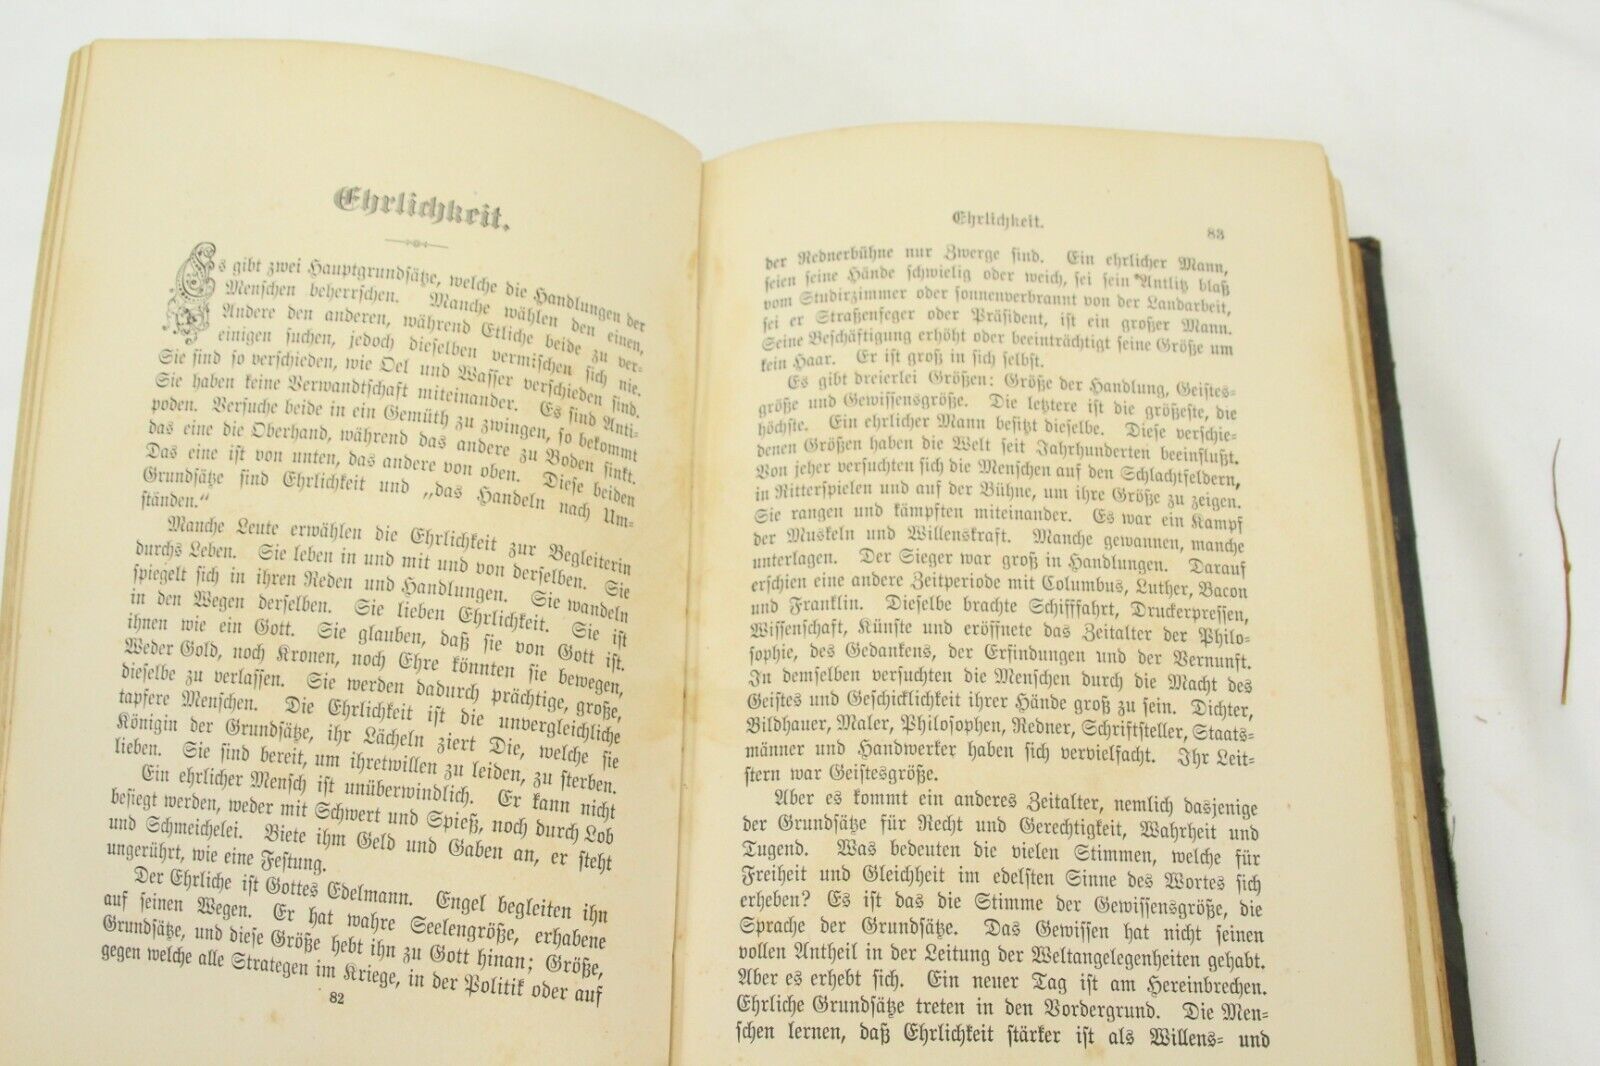 Ehrlichkeit.
Es gibt zwei Hauptgrundsätze, welche die Handlungen der
Menschen beherrschen. Manche wählen den einen,
Andere den anderen, während Etliche beide zu ver-
einigen suchen, jedoch dieselben vermischen sich nie.
Sie sind so verschieden, wie Oel und Wasser verschieden sind.
Sie haben keine Verwandtschaft miteinander. Es sind Anti-
poden. Versuche beide in ein Gemüth zu zwingen, so bekommt
das eine die Oberhand, während das andere zu Boden sinkt.
Das eine ist von unten, das andere von oben. Diese beiden
Grundsätze sind Ehrlichkeit und „das Handeln nach Um-
ständen.“
Manche Leute erwählen die Ehrlichkeit zur Begleiterin
durchs Leben. Sie leben in und mit und von derselben. Sie
spiegelt sich in ihren Reden und Handlungen. Sie wandeln
in den Wegen derselben. Sie lieben Ehrlichkeit. Sie ist
ihnen wie ein Gott. Sie glauben, daß sie von Gott ist.
Weder Gold, noch Kronen, noch Ehre könnten sie bewegen,
dieselbe zu verlassen. Sie werden dadurch prächtige, große,
tapfere Menschen. Die Ehrlichkeit ist die unvergleichliche
Königin der Grundsätze, ihr Lächeln ziert Die, welche sie
lieben. Sie sind bereit, um ihretwillen zu leiden, zu sterben.
Ein ehrlicher Mensch ist unüberwindlich. Er kann nicht
besiegt werden, weder mit Schwert und Spieß, noch durch Lob
und Schmeichelei. Biete ihm Geld und Gaben an, er steht
ungerührt, wie eine Festung.
Der Ehrliche ist Gottes Edelmann. Engel begleiten ihn
auf seinen Wegen. Er hat wahre Seelengröße, erhabene
Grundsätze, und diese Größe hebt ihn zu Gott hinan; Größe,
gegen welche alle Strategen im Kriege, in der Politik oder auf
82
Ehrlichkeit.
83
der Rednerbühne nur Zwerge sind. Ein ehrlicher Mann,
seien seine Hände schwielig oder weich, sei sein Antlitz blaß
vom Studirzimmer oder sonnenverbrannt von der Landarbeit,
sei er Straßenfeger oder Präsident, ist ein großer Mann.
Seine Beschäftigung erhöht oder beeinträchtigt seine Größe um
kein Haar. Er ist groß in sich selbst.
Es gibt dreierlei Größen: Größe der Handlung, Geistes-
größe und Gewissensgröße. Die letztere ist die größeste, die
höchste. Ein ehrlicher Mann besitzt dieselbe. Diese verschie-
denen Größen haben die Welt seit Jahrhunderten beeinflußt.
Von jeher versuchten sich die Menschen auf den Schlachtfeldern,
in Ritterspielen und auf der Bühne, um ihre Größe zu zeigen.
Sie rangen und kämpften miteinander. Es war ein Kampf
der Muskeln und Willenskraft. Manche gewannen, manche
unterlagen. Der Sieger war groß in Handlungen. Darauf
erschien eine andere Zeitperiode mit Columbus, Luther, Bacon
und Franklin. Dieselbe brachte Schifffahrt, Druckerpressen,
Wissenschaft, Künste und eröffnete das Zeitalter der Philo-
sophie, des Gedankens, der Erfindungen und der Vernunft.
In demselben versuchten die Menschen durch die Macht des
Geistes und Geschicklichkeit ihrer Hände groß zu sein. Dichter,
Bildhauer, Maler, Philosophen, Redner, Schriftsteller, Staats-
männer und Handwerker haben sich vervielfacht. Ihr Leit-
stern war Geistesgröße.
Aber es kommt ein anderes Zeitalter, nemlich dasjenige
der Grundsätze für Recht und Gerechtigkeit, Wahrheit und
Tugend. Was bedeuten die vielen Stimmen, welche für
Freiheit und Gleichheit im edelsten Sinne des Wortes sich
erheben? Es ist das die Stimme der Gewissensgröße, die
Sprache der Grundsätze. Das Gewissen hat nicht seinen
vollen Antheil in der Leitung der Weltangelegenheiten gehabt.
Aber es erhebt sich. Ein neuer Tag ist am Hereinbrechen.
Ehrliche Grundsätze treten in den Vordergrund. Die Men-
schen lernen, daß Ehrlichkeit stärker ist als Willens- und